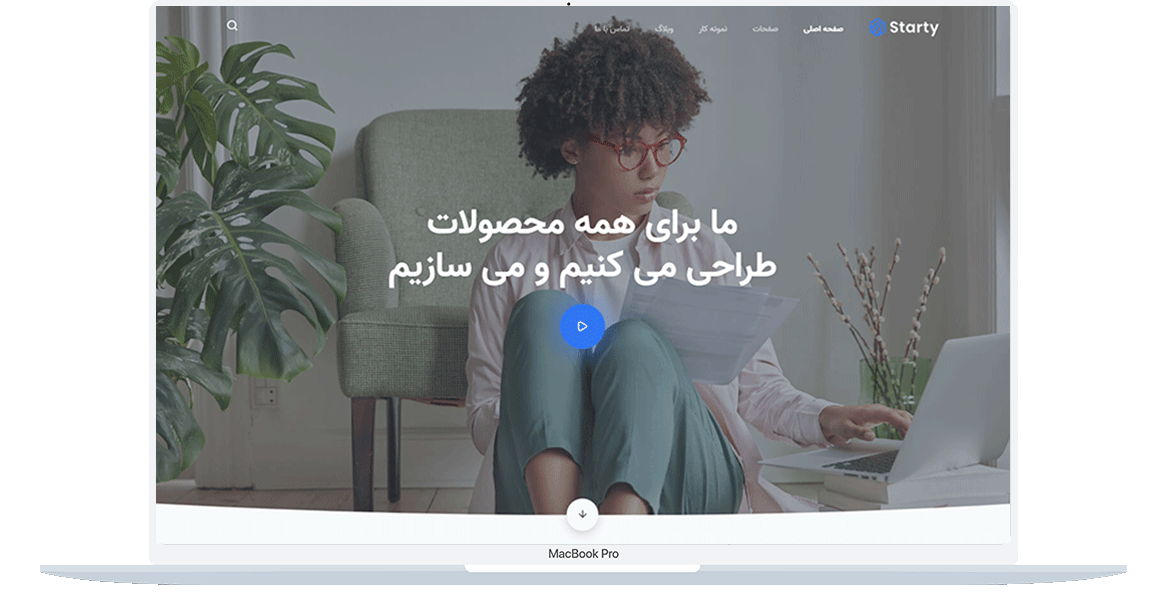 Starty
صفحه اصلی
صفحات
نمونه کار
وبلاگ
تماس با ما
ما برای همه محصولات
طراحی می کنیم و می سازیم
MacBook Pro